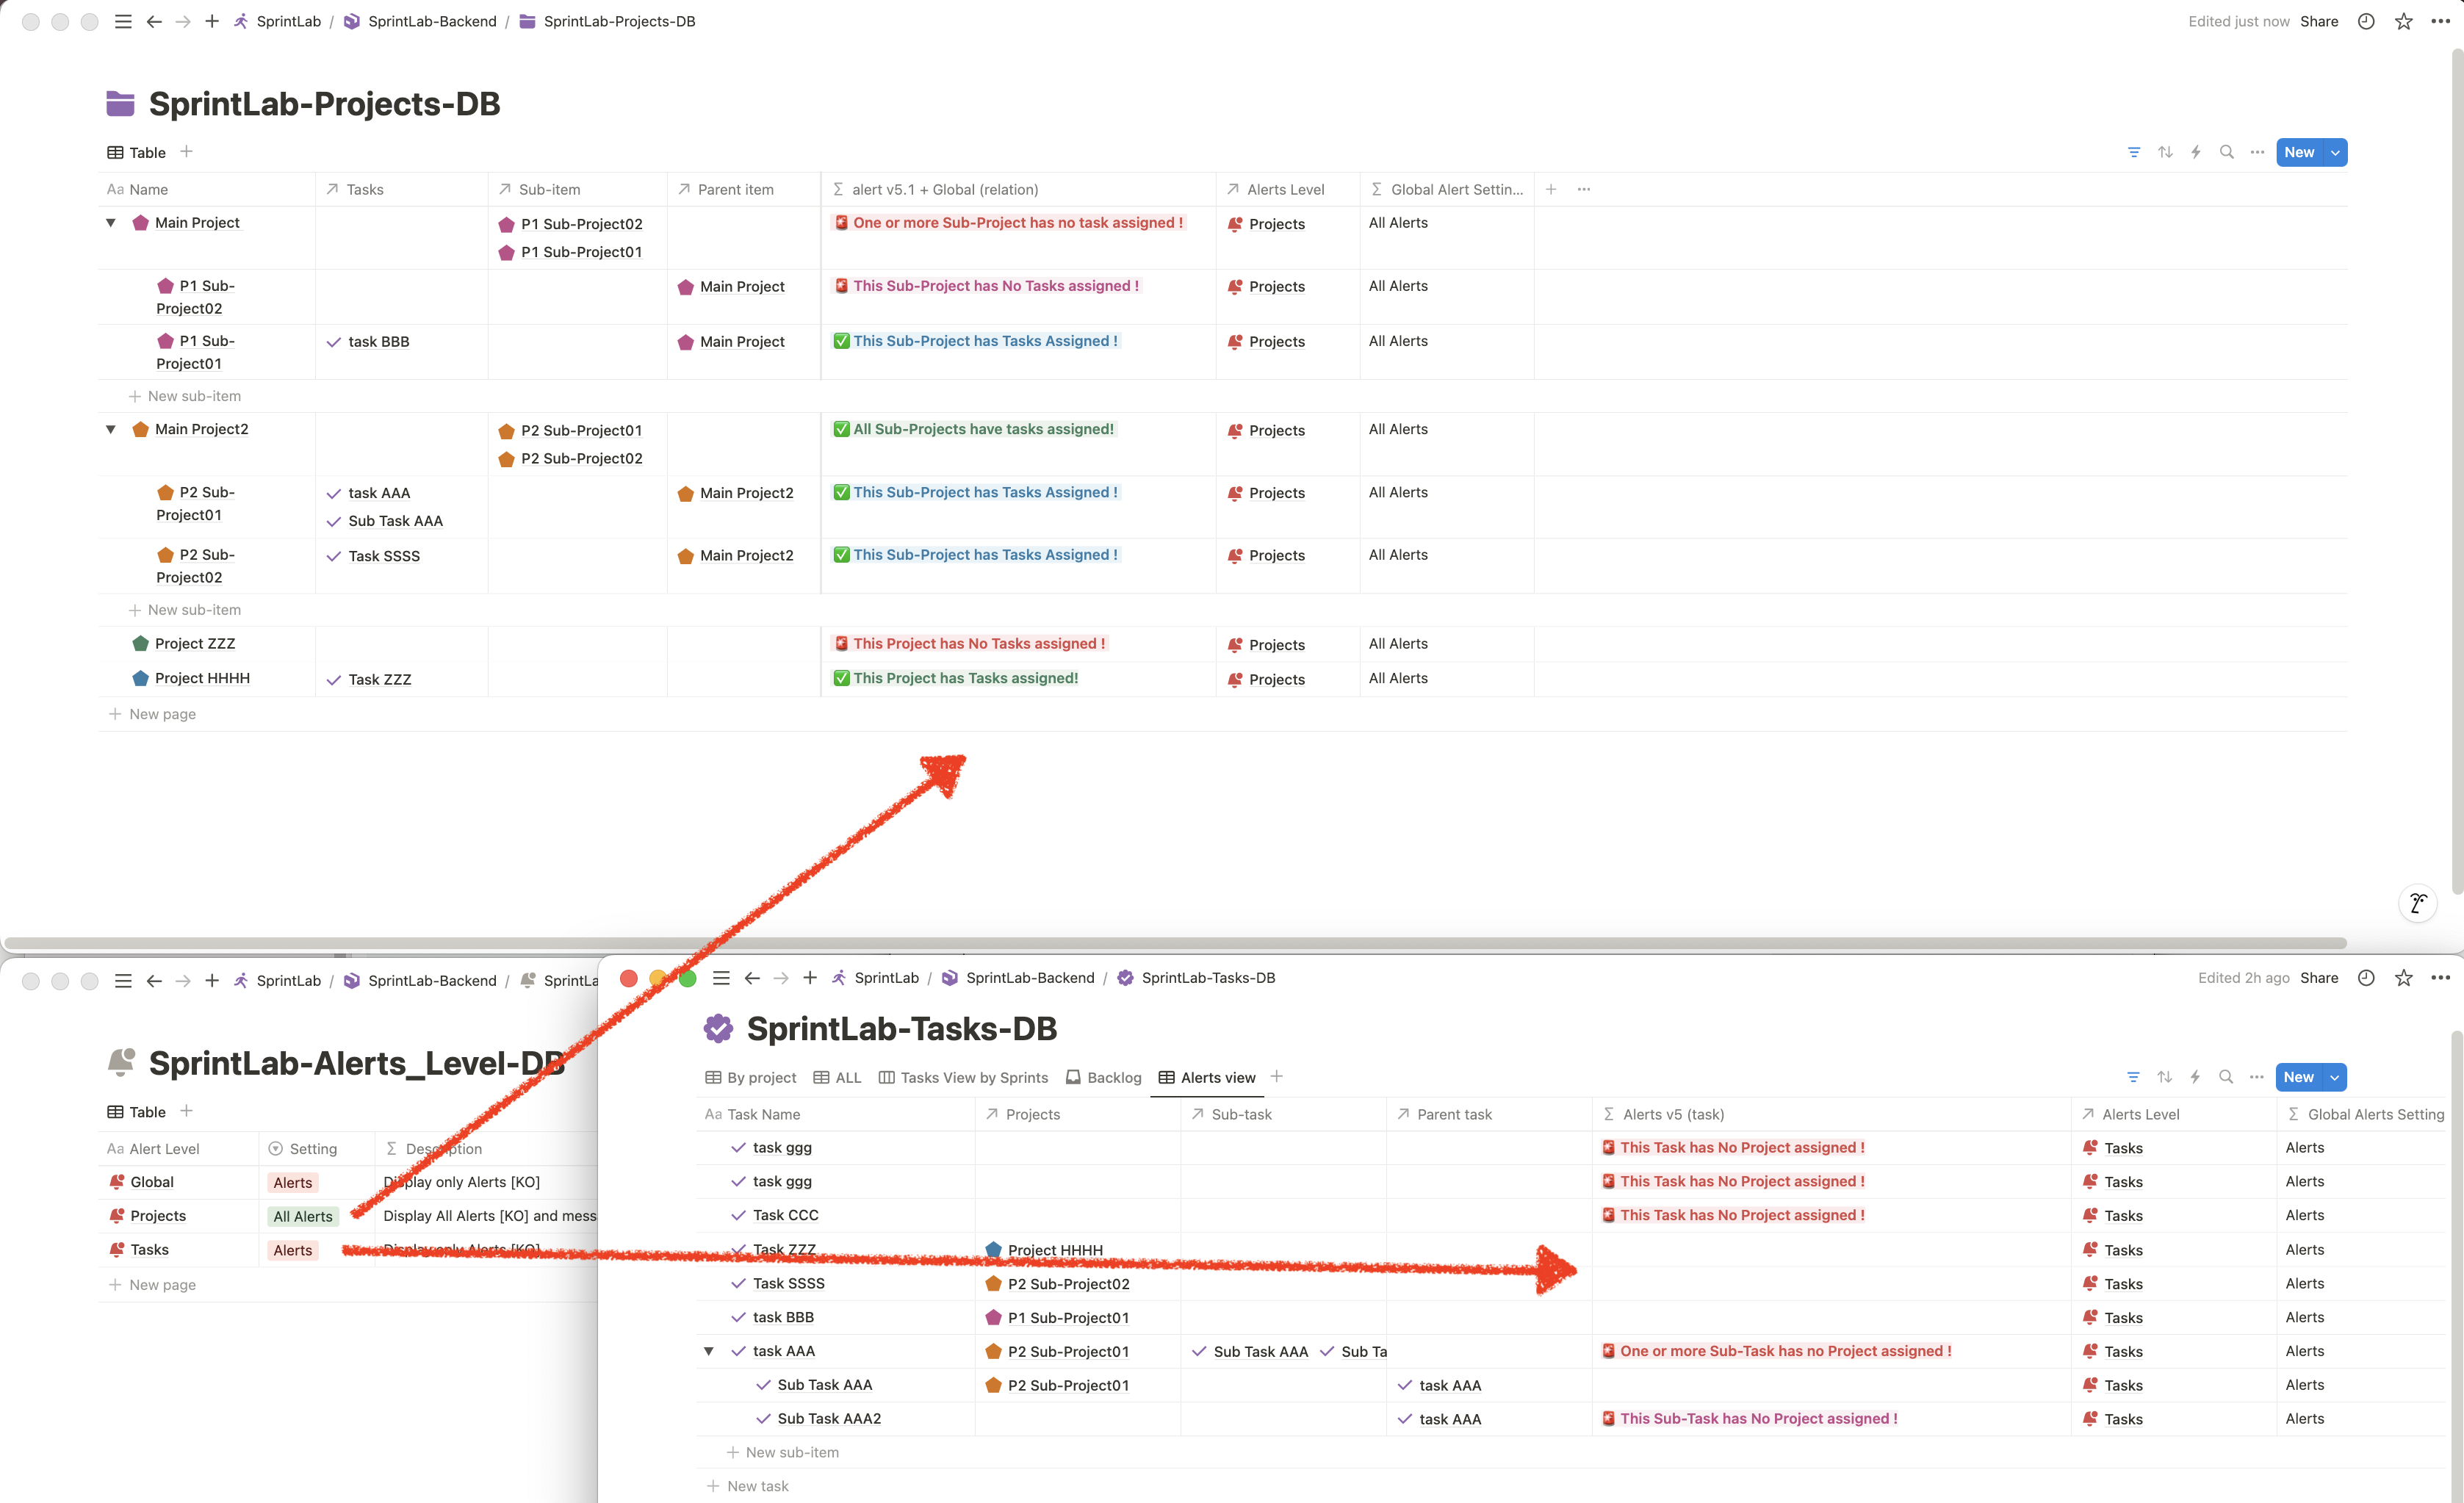 SprintLab / SprintLab-Backend / SprintLab-Projects-DB
Edited just now Share
SprintLab-Projects-DB
Table
New
Aa Name Tasks Sub-item Parent item Σ alert v5.1 + Global (relation) Alerts Level Σ Global Alert Settin...
Main Project P1 Sub-Project02 One or more Sub-Project has no task assigned ! Projects All Alerts
P1 Sub-Project01
P1 Sub- Main Project This Sub-Project has No Tasks assigned ! Projects All Alerts
Project02
P1 Sub- task BBB Main Project This Sub-Project has Tasks Assigned ! Projects All Alerts
Project01
New sub-item
Main Project2 P2 Sub-Project01 All Sub-Projects have tasks assigned! Projects All Alerts
P2 Sub-Project02
P2 Sub- task AAA Main Project2 This Sub-Project has Tasks Assigned ! Projects All Alerts
Project01 Sub Task AAA
P2 Sub- Task SSSS Main Project2 This Sub-Project has Tasks Assigned ! Projects All Alerts
Project02
New sub-item
Project ZZZ This Project has No Tasks assigned ! Projects All Alerts
Project HHHH Task ZZZ This Project has Tasks assigned! Projects All Alerts
New page
SprintLab / SprintLab-Backend / SprintLa
SprintLab-Alerts_Level-DB
Table
Aa Alert Level Setting Σ Description
Global Alerts Display only Alerts [KO]
Projects All Alerts Display All Alerts [KO] and mess
Tasks Alerts Display only Alerts [KO]
New page
SprintLab / SprintLab-Backend / SprintLab-Tasks-DB
Edited 2h ago Share
SprintLab-Tasks-DB
By project ALL Tasks View by Sprints Backlog Alerts view
New
Aa Task Name Projects Sub-task Parent task Σ Alerts v5 (task) Alerts Level Σ Global Alerts Setting
task ggg This Task has No Project assigned ! Tasks Alerts
task ggg This Task has No Project assigned ! Tasks Alerts
Task CCC This Task has No Project assigned ! Tasks Alerts
Task ZZZ Project HHHH Tasks Alerts
Task SSSS P2 Sub-Project02 Tasks Alerts
task BBB P1 Sub-Project01 Tasks Alerts
task AAA P2 Sub-Project01 Sub Task AAA Sub Ta One or more Sub-Task has no Project assigned ! Tasks Alerts
Sub Task AAA P2 Sub-Project01 task AAA Tasks Alerts
Sub Task AAA2 task AAA This Sub-Task has No Project assigned ! Tasks Alerts
New sub-item
New task